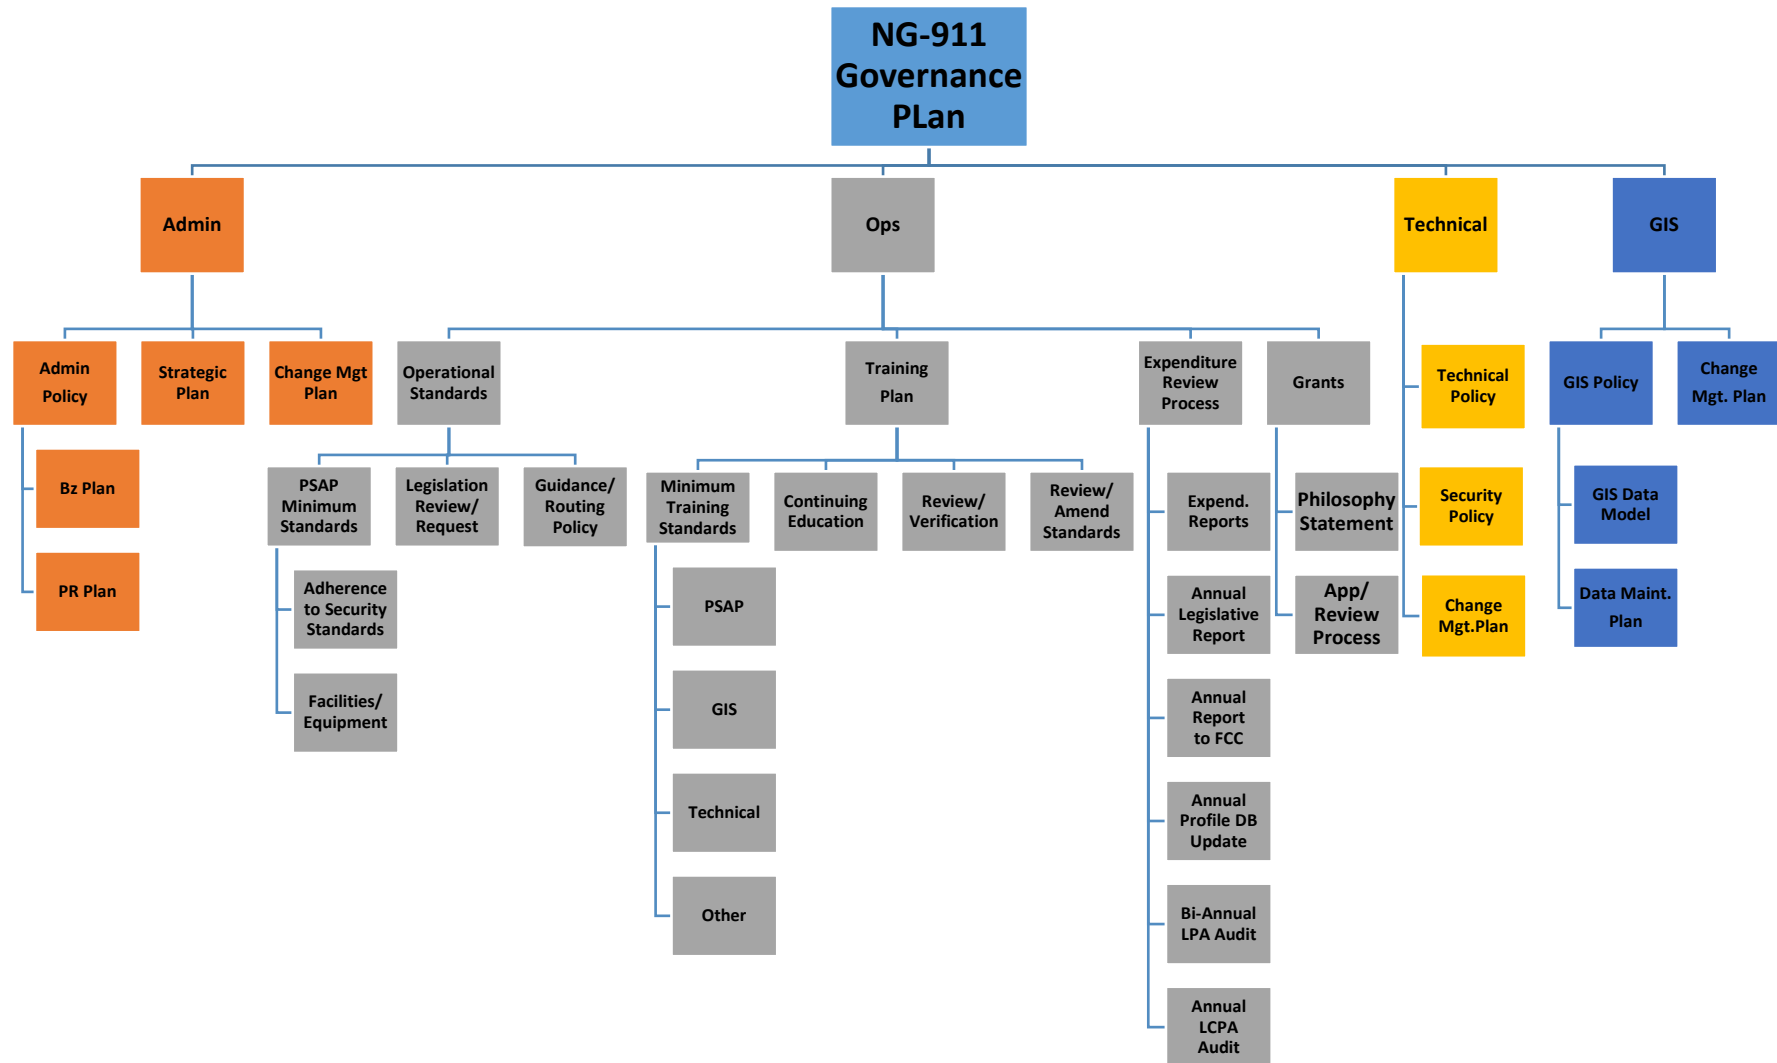 NG-911
Governance
PLan
Admin
Ops
Technical
GIS
Admin
Policy
Strategic
Plan
Change Mgt
Plan
Operational
Standards
Training
Plan
Expenditure
Review
Process
Grants
Technical
Policy
GIS Policy
Change
Mgt. Plan
Bz Plan
PR Plan
PSAP
Minimum
Standards
Legislation
Review/
Request
Guidance/
Routing
Policy
Minimum
Training
Standards
Continuing
Education
Review/
Verification
Review/
Amend
Standards
Expend.
Reports
Philosophy
Statement
Security
Policy
GIS Data
Model
Adherence
to Security
Standards
Facilities/
Equipment
PSAP
GIS
Technical
Other
Annual
Legislative
Report
Annual
Report
to FCC
Annual
Profile DB
Update
Bi-Annual
LPA Audit
Annual
LCPA
Audit
App/
Review
Process
Change
Mgt.Plan
Data Maint.
Plan